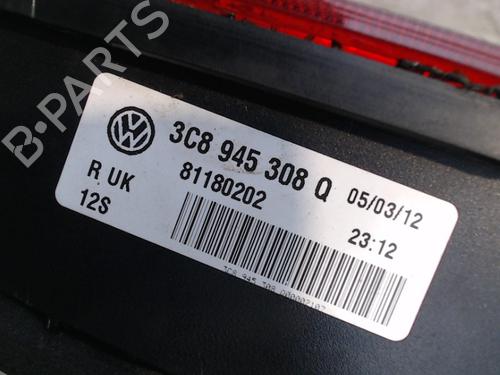 B-PARTS
3C8 945 308 Q 05/03/12
R UK 81180202
12S 23:12